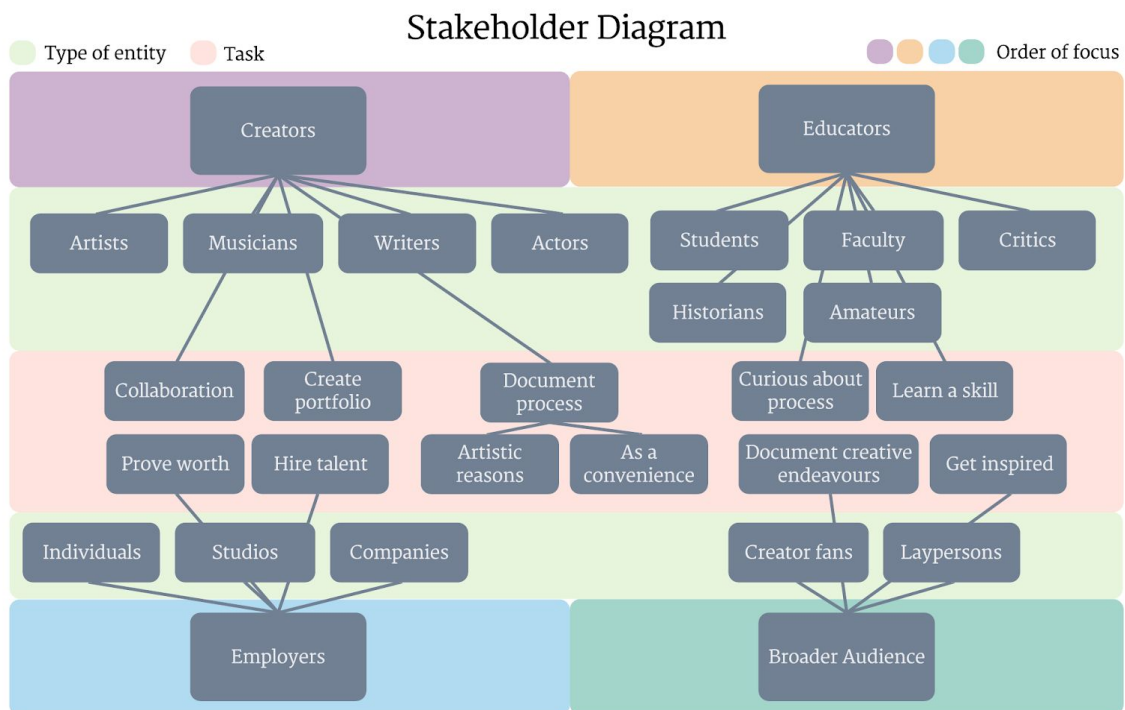 Stakeholder Diagram
Type of entity
Task
Order of focus
Creators
Educators
Artists
Musicians
Writers
Actors
Students
Faculty
Critics
Historians
Amateurs
Collaboration
Create
portfolio
Document
process
Curious about
process
Learn a skill
Prove worth
Hire talent
Artistic
reasons
As a
convenience
Document creative
endeavours
Get inspired
Individuals
Studios
Companies
Creator fans
Laypersons
Employers
Broader Audience